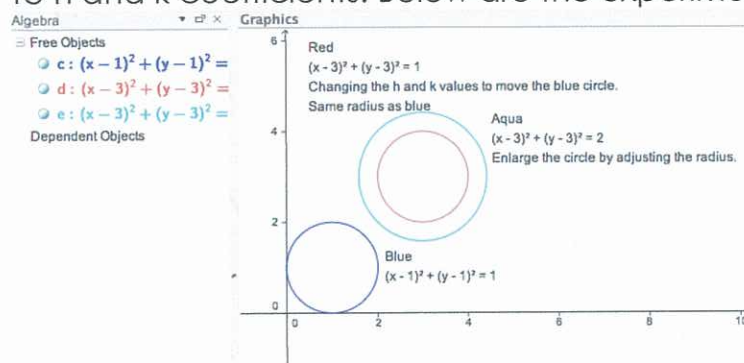 Algebra
Graphics
Free Objects
c : (x – 1)² + (y – 1)² =
d : (x – 3)² + (y – 3)² =
e : (x – 3)² + (y – 3)² =
Dependent Objects
Red
(x - 3)² + (y - 3)² = 1
Changing the h and k values to move the blue circle.
Same radius as blue
Aqua
(x - 3)² + (y - 3)² = 2
Enlarge the circle by adjusting the radius.
Blue
(x - 1)² + (y - 1)² = 1
6
4
2
0
0 2 4 6 8 10